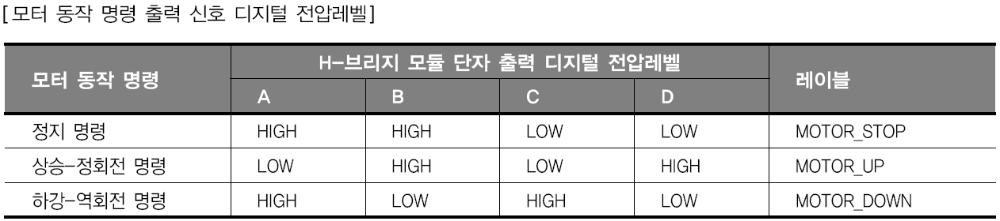 [모터 동작 명령 출력 신호 디지털 전압레벨]
모터 동작 명령 H-브리지 모듈 단자 출력 디지털 전압레벨 레이블
A B C D
정지 명령 HIGH HIGH LOW LOW MOTOR_STOP
상승-정회전 명령 LOW HIGH LOW HIGH MOTOR_UP
하강-역회전 명령 HIGH LOW HIGH LOW MOTOR_DOWN